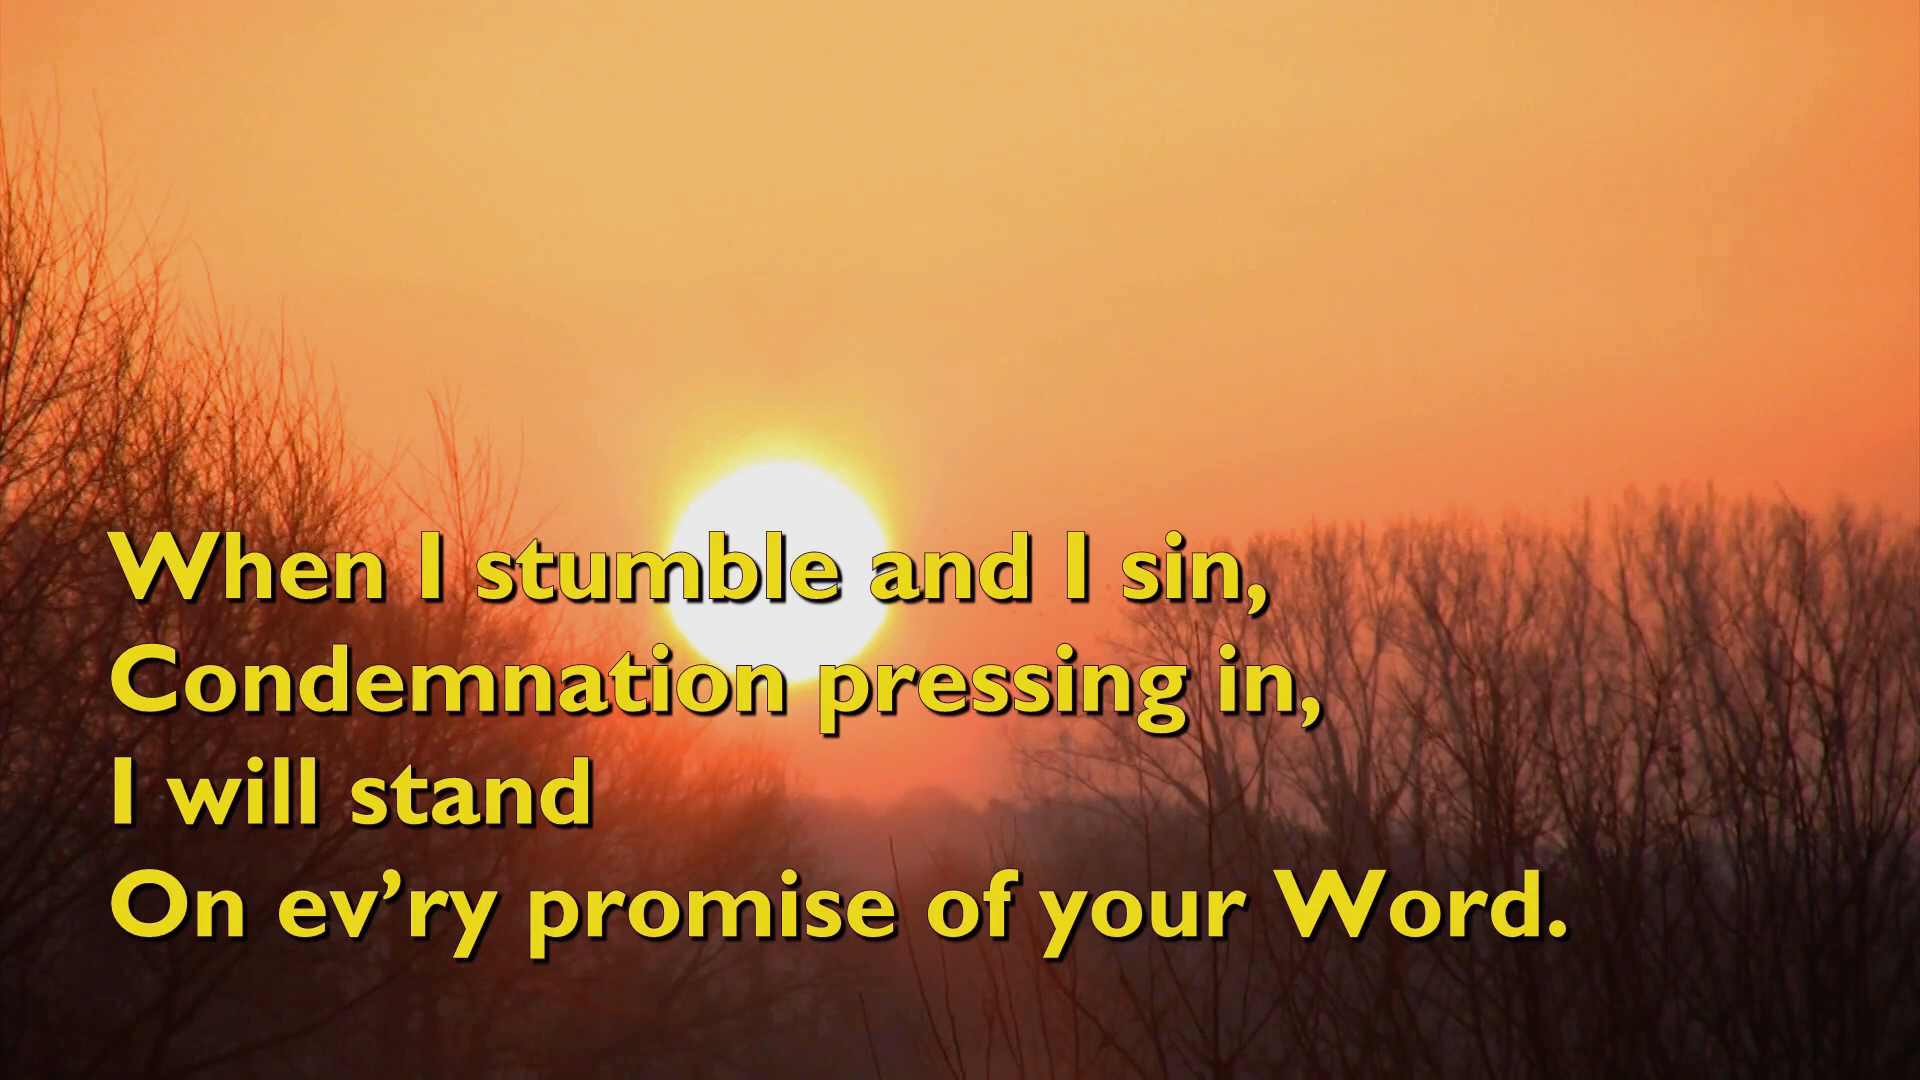 When I stumble and I sin,
Condemnation pressing in,
I will stand
On ev’ry promise of your Word.